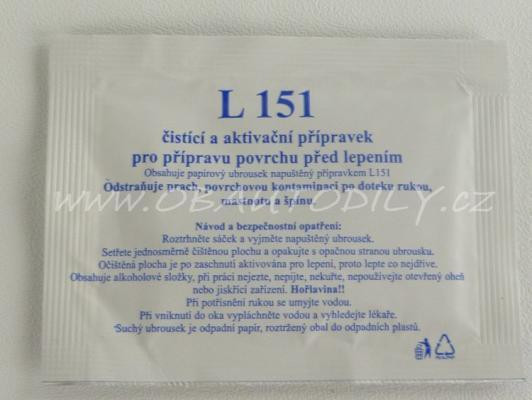 L 151
čistící a aktivační přípravek
pro přípravu povrchu před lepením
Obsahuje papírový ubrousek napuštěný přípravkem L151
Odstraňuje prach, povrchovou kontaminaci po doteku rukou,
mastnotu a špínu.
www.OBAUTODILY.cz
Návod a bezpečnostní opatření:
Roztrhněte sáček a vyjměte napuštěný ubrousek.
Setřete jednosměrně čištěnou plochu a opakujte s opačnou stranou ubrousku.
Očištěná plocha je po zaschnutí aktivována pro lepení, proto lepte co nejdříve.
Obsahuje alkoholové složky, při práci nejezte, nepijte, nekuřte, nepoužívejte otevřený oheň
nebo jiskřící zařízení. Hořlavina!!
Při potřísnění rukou se umyjte vodou.
Při vniknutí do oka vypláchněte vodou a vyhledejte lékaře.
Suchý ubrousek je odpadní papír, roztržený obal do odpadních plastů.